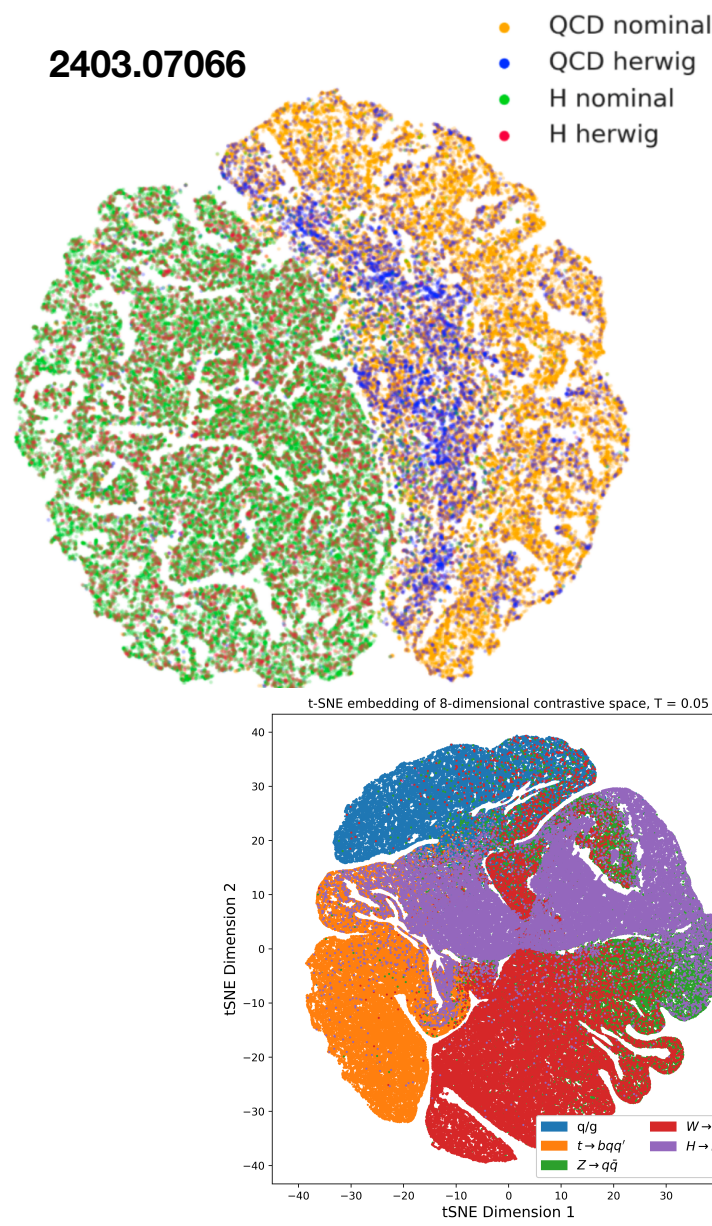 2403.07066
QCD nominal
QCD herwig
H nominal
H herwig
t-SNE embedding of 8-dimensional contrastive space, T = 0.05
tSNE Dimension 2
40
30
20
10
0
−10
−20
−30
−40
q/g
t → bqq′
Z → qq̄
W →
H →
−40 −30 −20 −10 0 10 20 30
tSNE Dimension 1